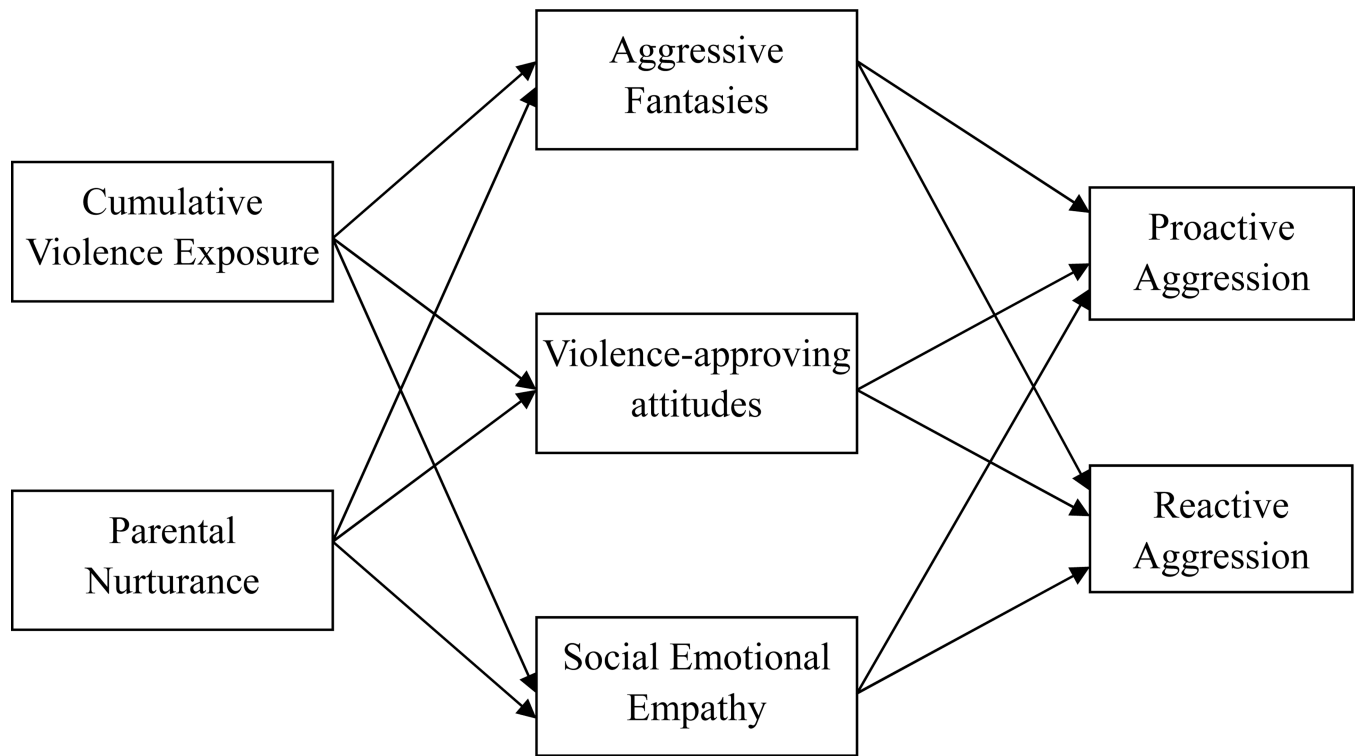 Aggressive
Fantasies
Cumulative
Violence Exposure
Proactive
Aggression
Violence-approving
attitudes
Parental
Nurturance
Reactive
Aggression
Social Emotional
Empathy